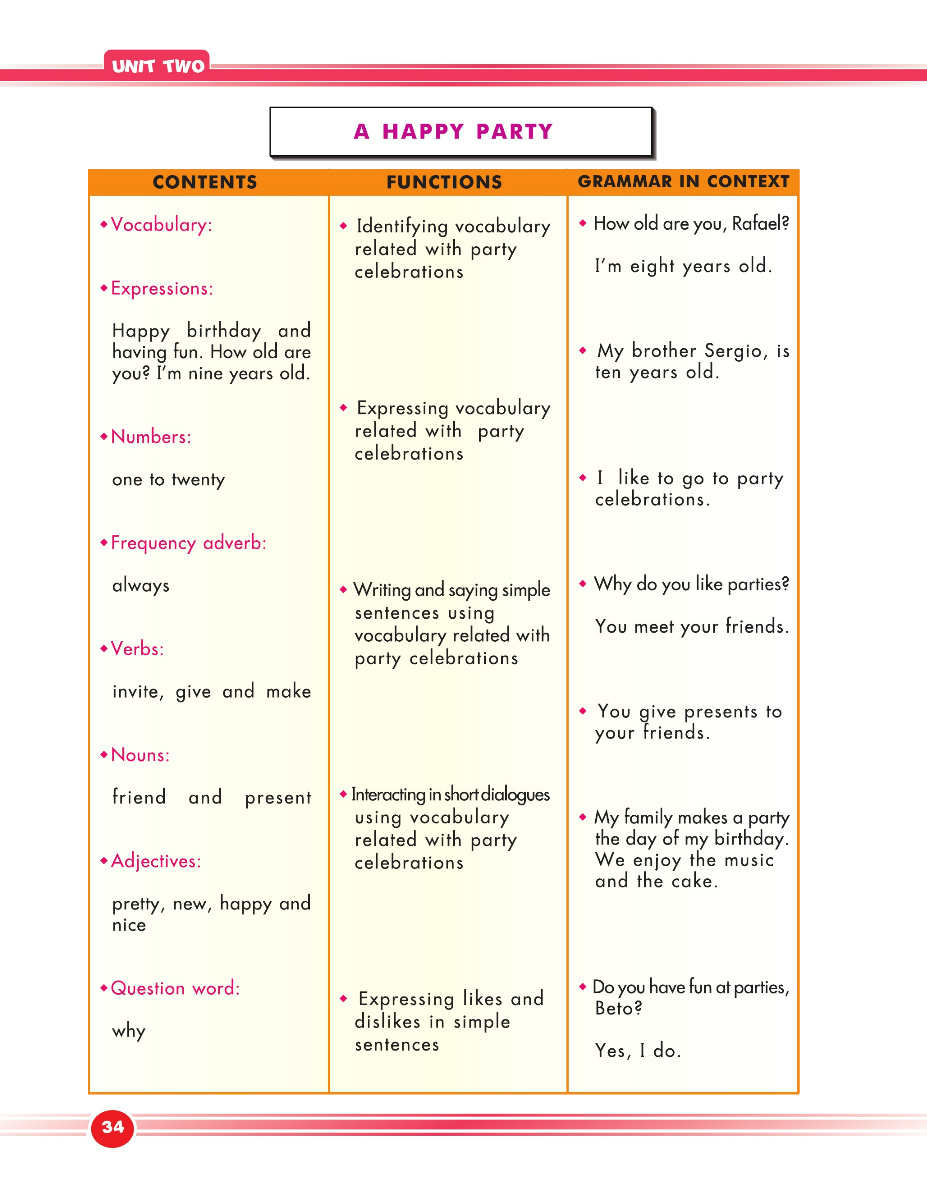 UNIT TWO
A HAPPY PARTY
CONTENTS
◆Vocabulary:
◆Expressions:
Happy birthday and
having fun. How old are
you? I'm nine years old.
◆Numbers:
one to twenty
◆Frequency adverb:
always
◆Verbs:
invite, give and make
◆Nouns:
friend and present
◆Adjectives:
pretty, new, happy and
nice
◆Question word:
why
FUNCTIONS
◆ Identifying vocabulary
related with party
celebrations
◆ Expressing vocabulary
related with party
celebrations
◆ Writing and saying simple
sentences using
vocabulary related with
party celebrations
◆ Interacting in short dialogues
using vocabulary
related with party
celebrations
◆ Expressing likes and
dislikes in simple
sentences
GRAMMAR IN CONTEXT
◆ How old are you, Rafael?
I'm eight years old.
◆ My brother Sergio, is
ten years old.
◆ I like to go to party
celebrations.
◆ Why do you like parties?
You meet your friends.
◆ You give presents to
your friends.
◆ My family makes a party
the day of my birthday.
We enjoy the music
and the cake.
◆ Do you have fun at parties,
Beto?
Yes, I do.
34